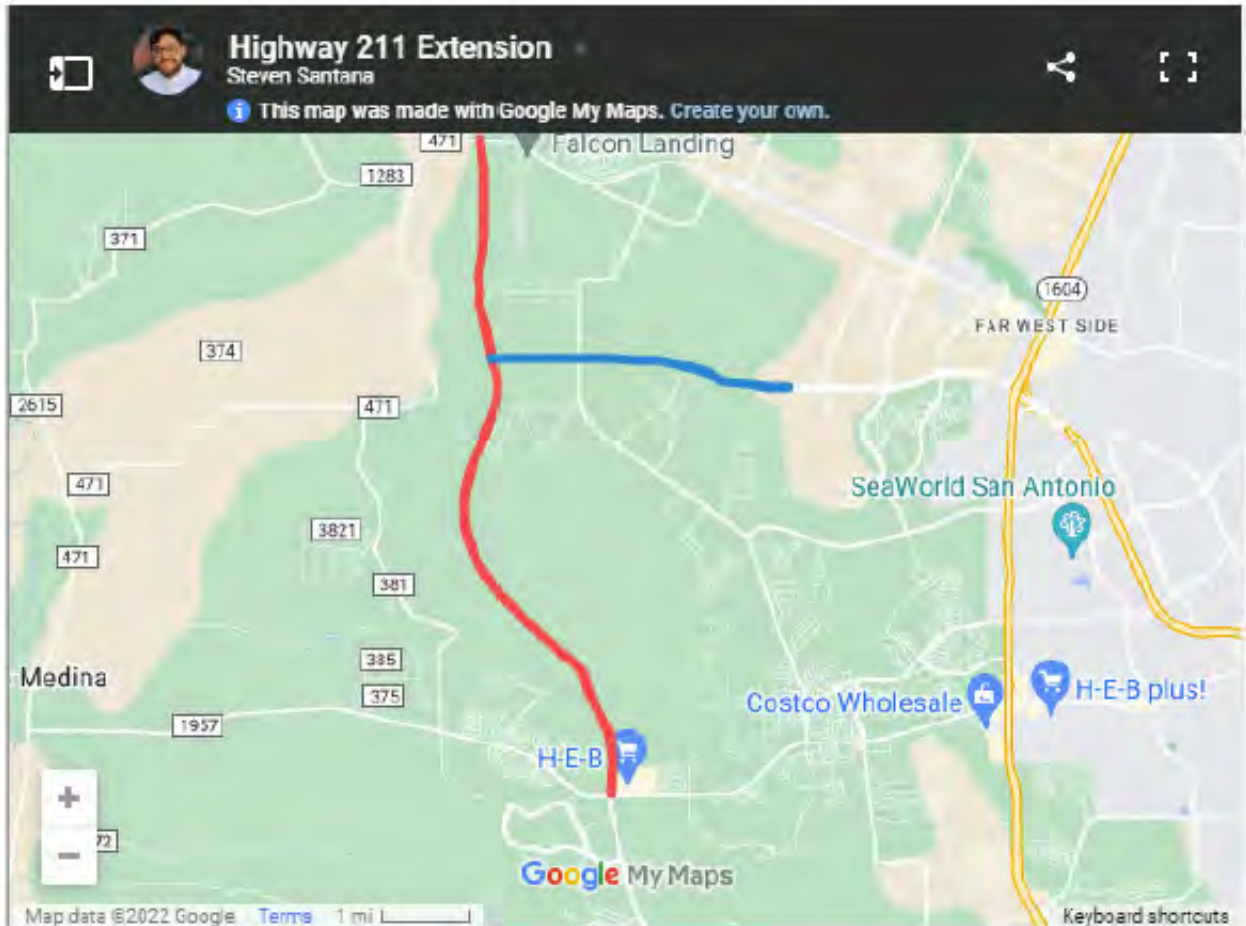 Highway 211 Extension
Steven Santana
This map was made with Google My Maps. Create your own.
471
Falcon Landing
1283
371
1604
FAR WEST SIDE
374
2615
471
471
SeaWorld San Antonio
3821
471
381
385
375
Medina
Costco Wholesale
H-E-B plus!
1957
H-E-B
+
72
−
Google My Maps
Map data ©2022 Google
Terms
1 mi
Keyboard shortcuts